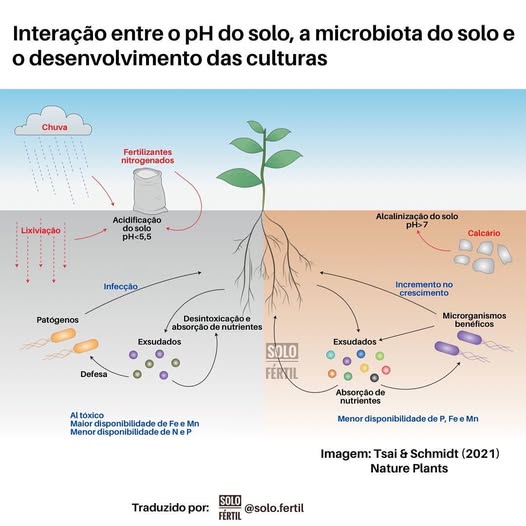 Interação entre o pH do solo, a microbiota do solo e
o desenvolvimento das culturas
Chuva
Fertilizantes
nitrogenados
Lixiviação
Acidificação
do solo
pH<5,5
Alcalinização do solo
pH>7
Calcário
Infecção
Incremento no
crescimento
Patógenos
Desintoxicação e
absorção de nutrientes
Microrganismos
benéficos
Exsudados
Exsudados
SOLO
FÉRTIL
Defesa
Absorção de
nutrientes
Al tóxico
Maior disponibilidade de Fe e Mn
Menor disponibilidade de N e P
Menor disponibilidade de P, Fe e Mn
Imagem: Tsai & Schmidt (2021)
Nature Plants
Traduzido por:
SOLO
FÉRTIL
@solo.fertil